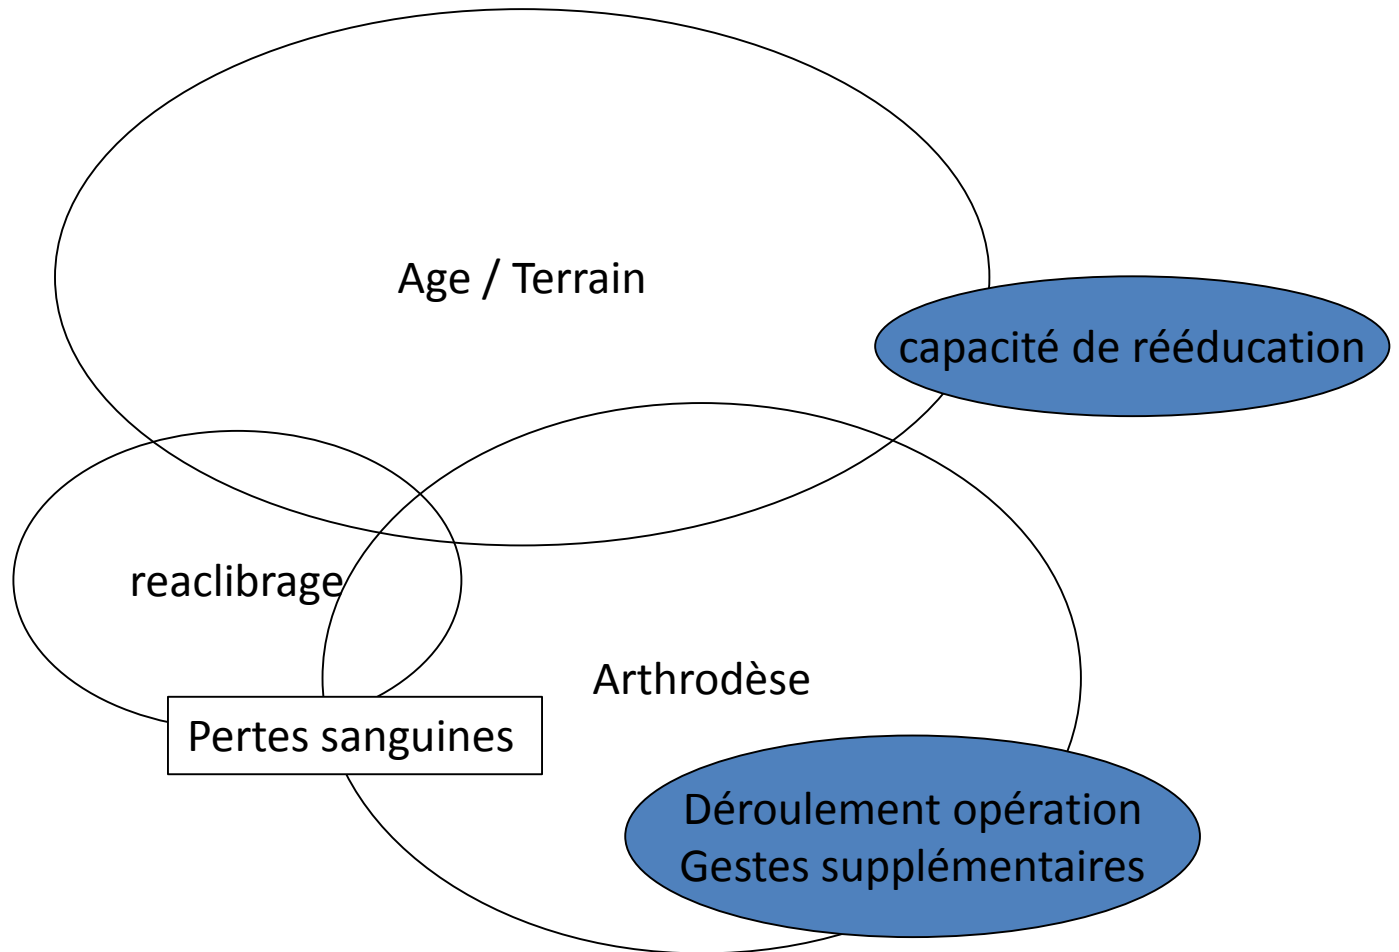 Age / Terrain
capacité de rééducation
reaclibrage
Arthrodèse
Pertes sanguines
Déroulement opération
Gestes supplémentaires